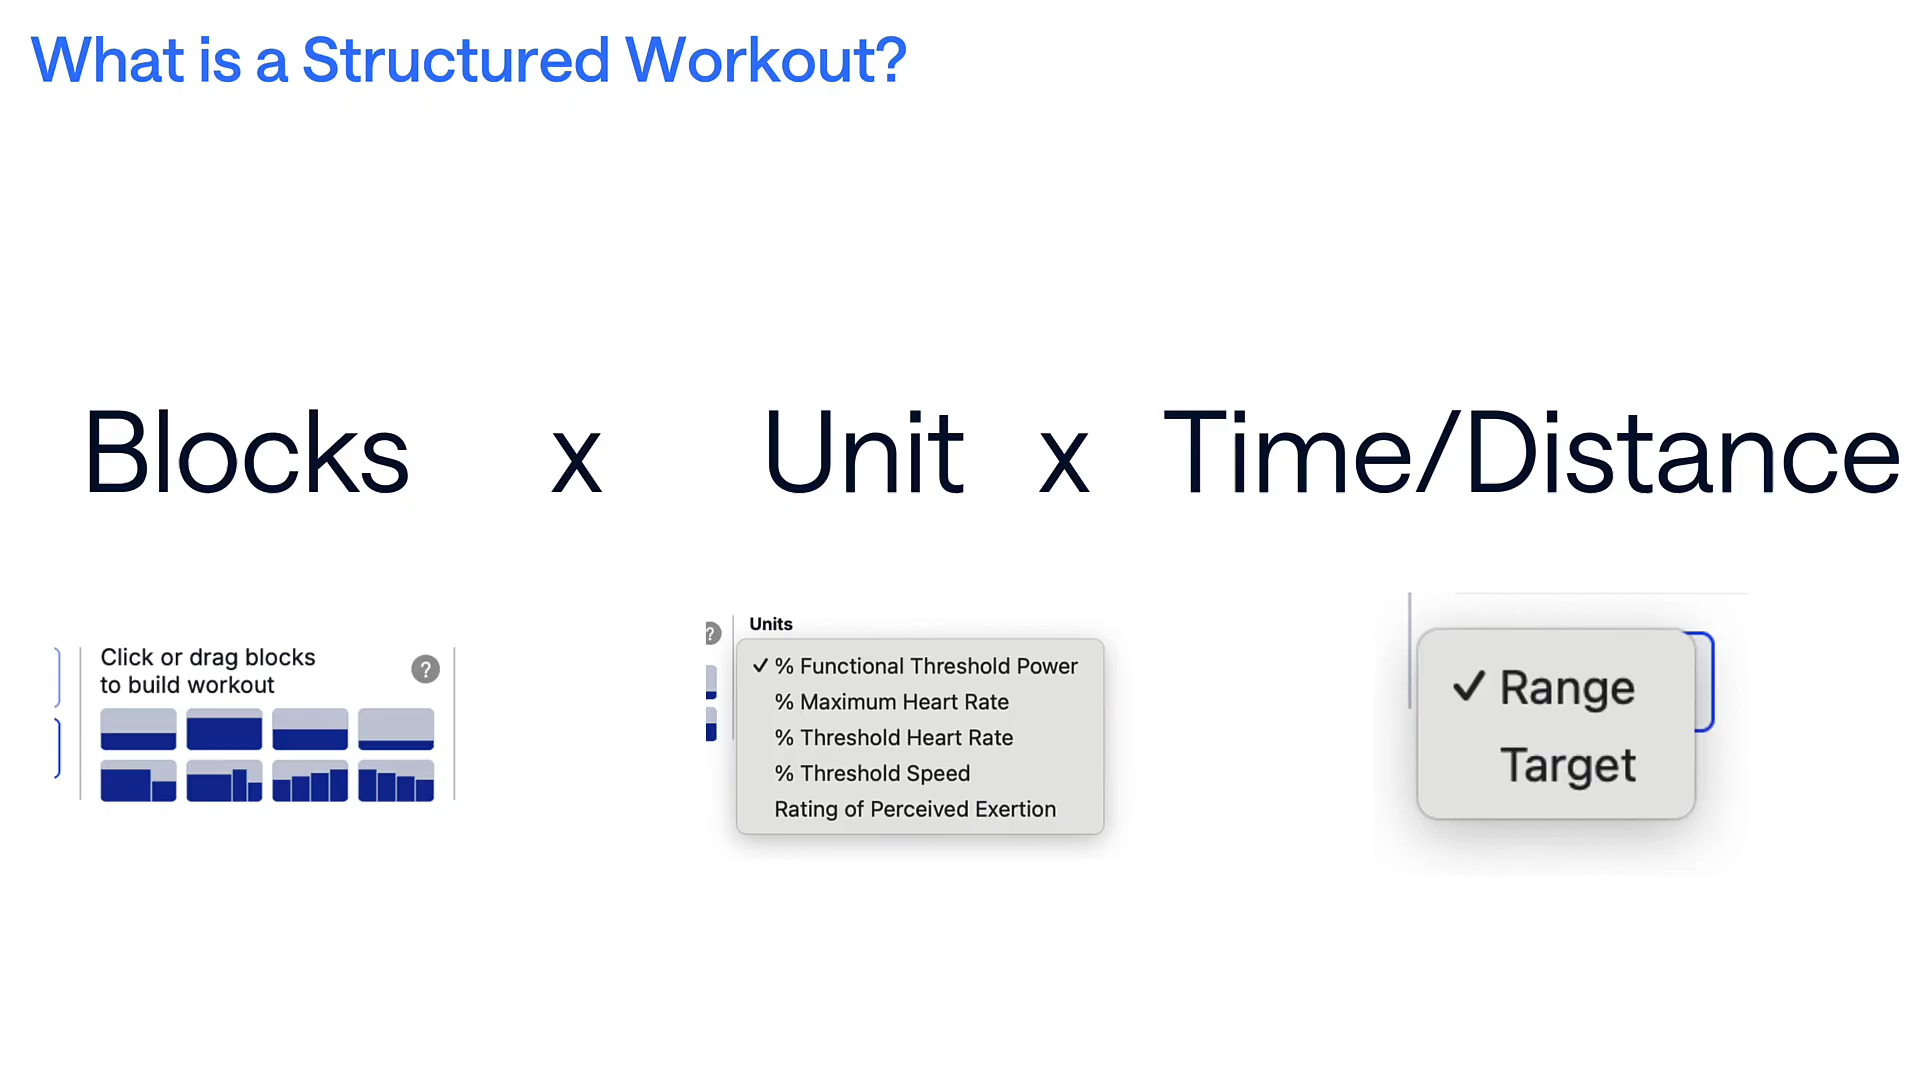 What is a Structured Workout?
Blocks x Unit x Time/Distance
Click or drag blocks
to build workout
?
?
Units
✓ % Functional Threshold Power
% Maximum Heart Rate
% Threshold Heart Rate
% Threshold Speed
Rating of Perceived Exertion
✓ Range
Target